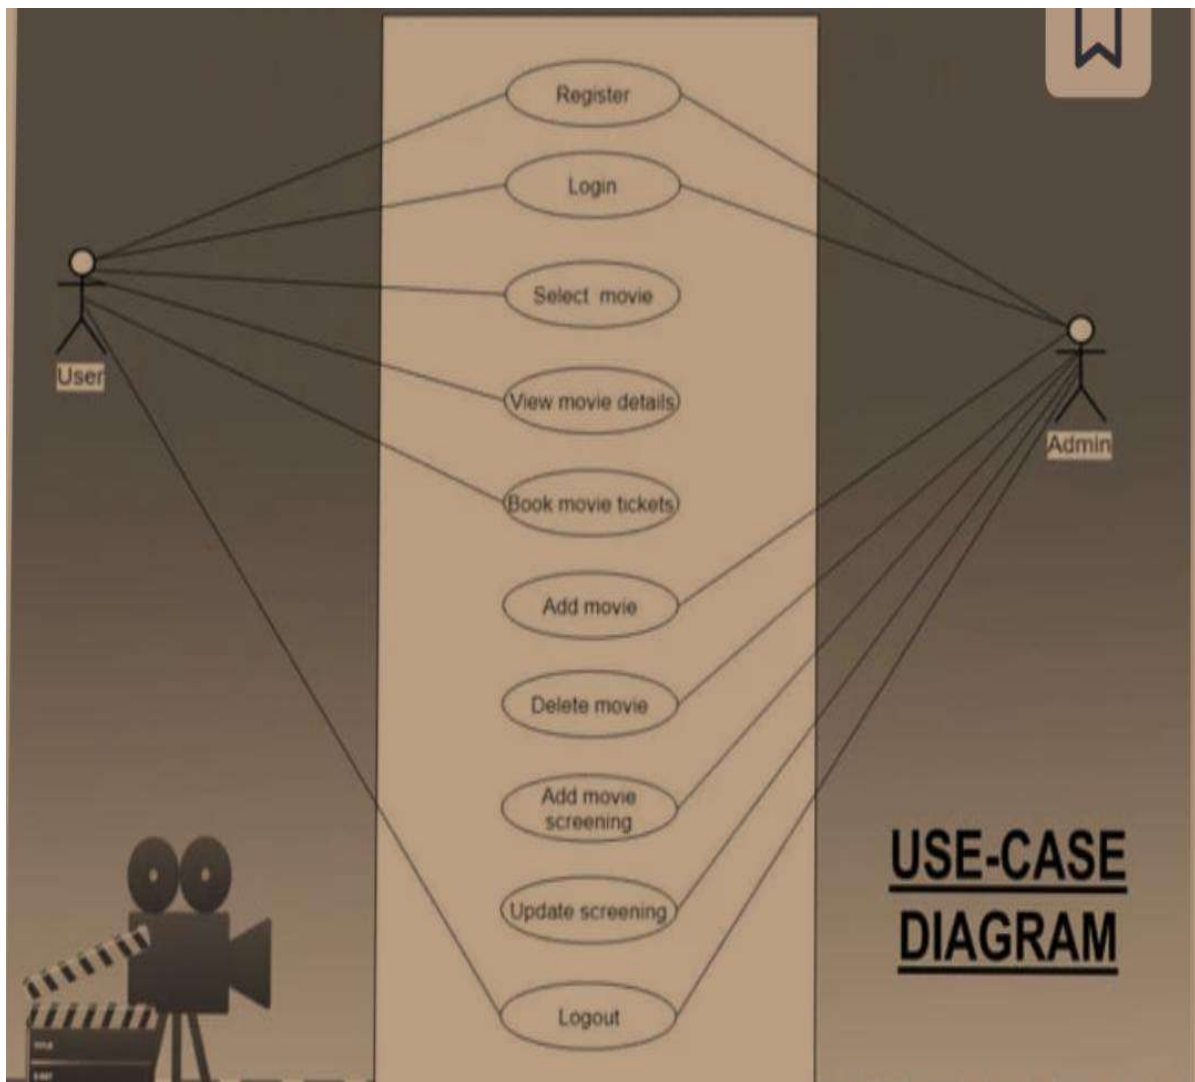 Register
Login
Select movie
View movie details
Book movie tickets
Add movie
Delete movie
Add movie
screening
Update screening
Logout
User
Admin
USE-CASE
DIAGRAM
TITLE